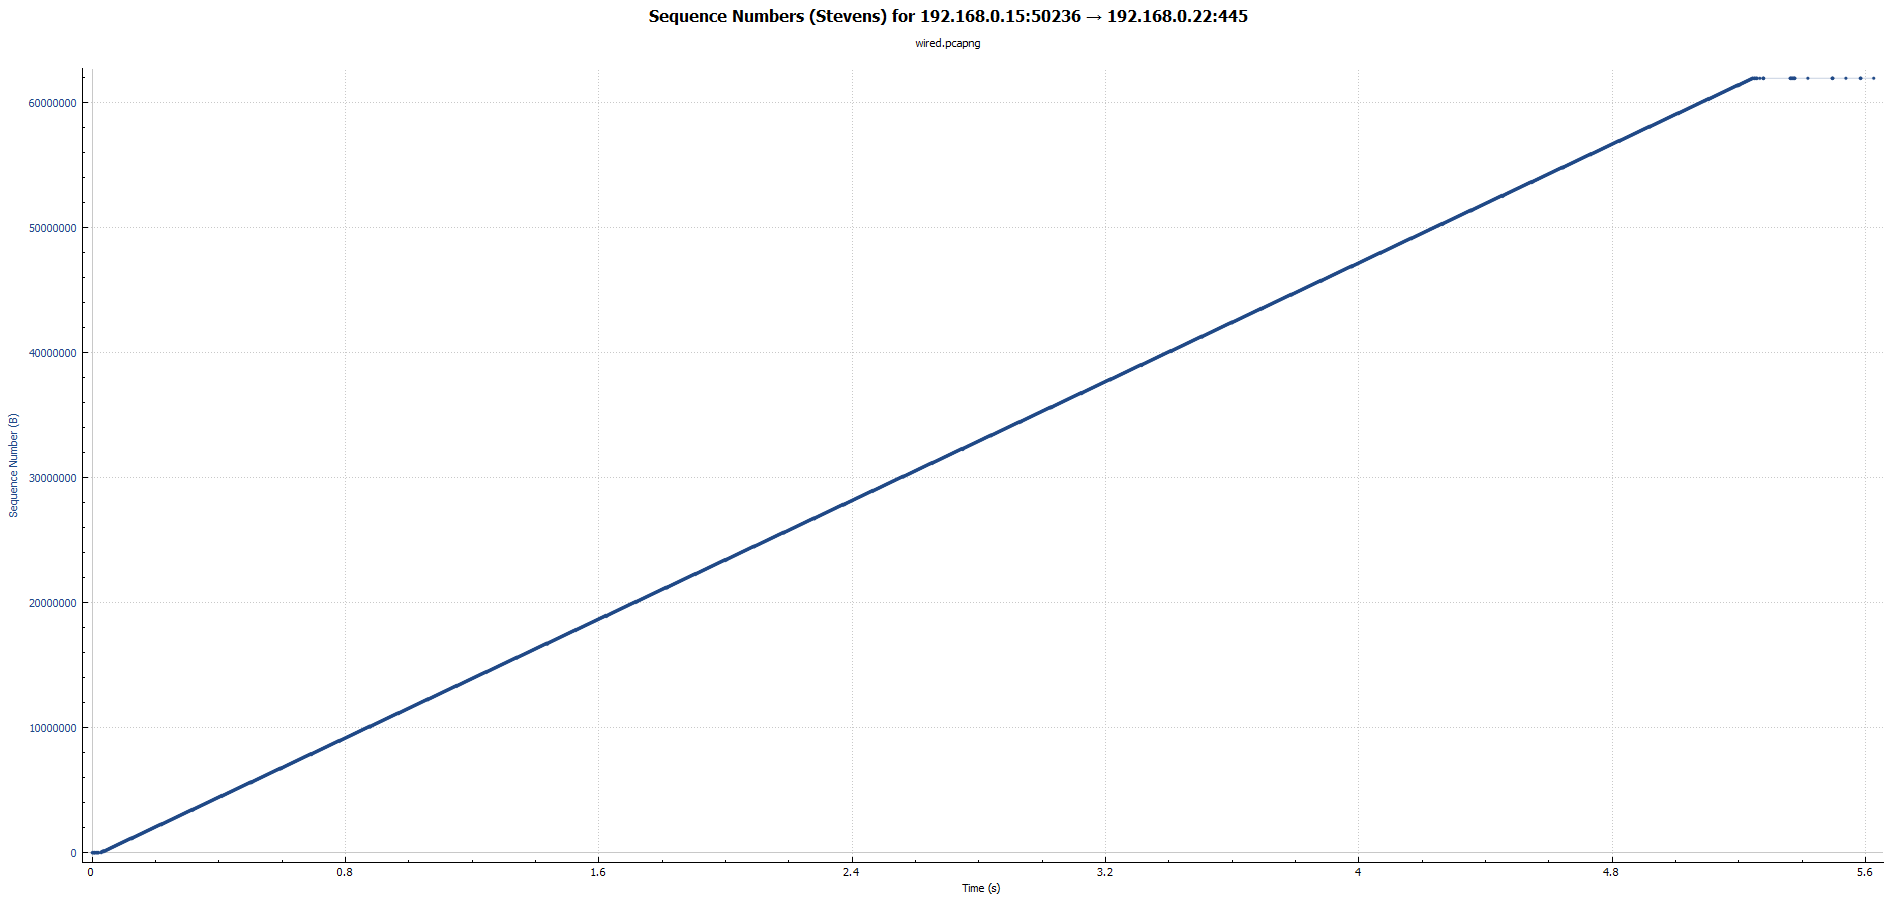 Sequence Numbers (Stevens) for 192.168.0.15:50236 → 192.168.0.22:445
wired.pcapng
Sequence Number (B)
60000000
50000000
40000000
30000000
20000000
10000000
0
0 0.8 1.6 2.4 3.2 4 4.8 5.6
Time (s)